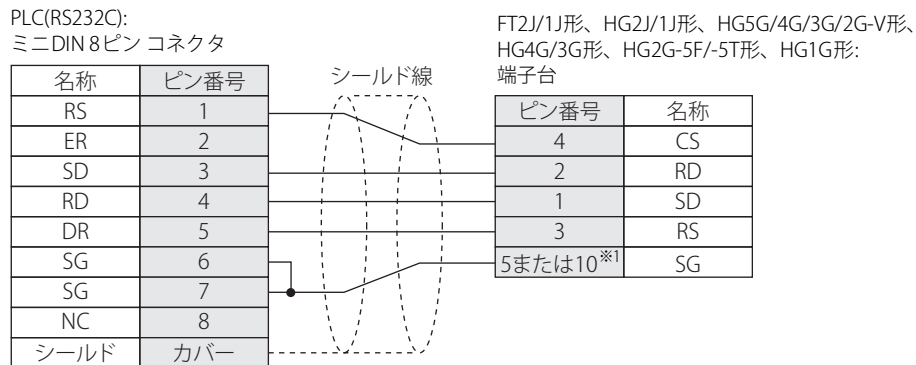 PLC(RS232C):
ミニDIN 8ピン コネクタ
FT2J/1J形、HG2J/1J形、HG5G/4G/3G/2G-V形、
HG4G/3G形、HG2G-5F/-5T形、HG1G形:
端子台
シールド線
名称 ピン番号
RS 1
ER 2
SD 3
RD 4
DR 5
SG 6
SG 7
NC 8
シールド カバー
ピン番号 名称
4 CS
2 RD
1 SD
3 RS
5または10※1 SG